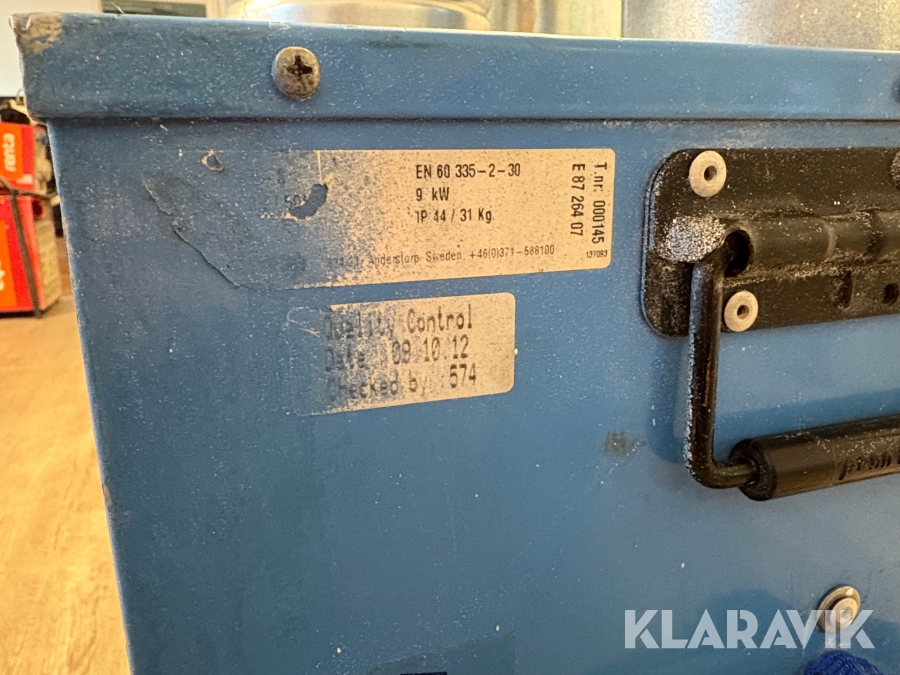 EN 60 335-2-30
9 kW
IP 44 / 31 Kg
Anderstorp Sweden +46(0)371-588100
T.nr: 000145
E 87 264 07
137093
Quality Control
Date 09.10.12
Checked by :574
renta
KLARAVIK